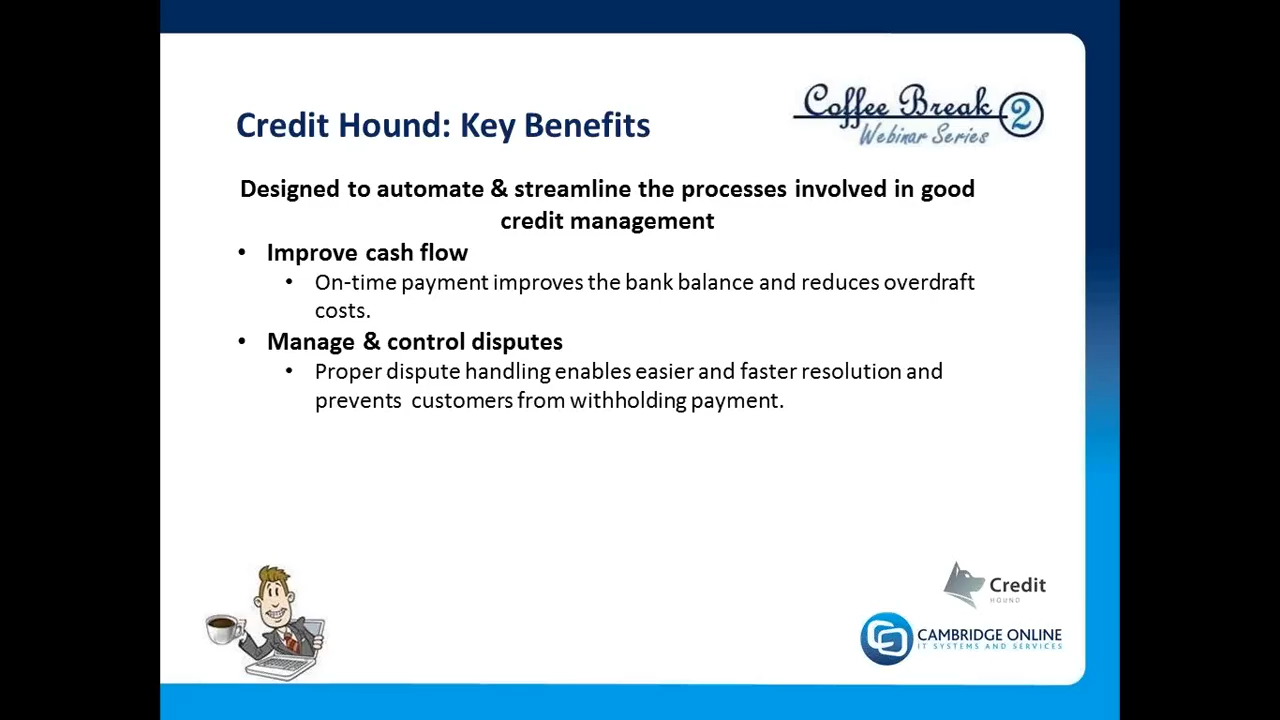 Coffee Break 2
Webinar Series
Credit Hound: Key Benefits
Designed to automate & streamline the processes involved in good
credit management
• Improve cash flow
• On-time payment improves the bank balance and reduces overdraft
costs.
• Manage & control disputes
• Proper dispute handling enables easier and faster resolution and
prevents customers from withholding payment.
Credit
HOUND
CAMBRIDGE ONLINE
IT SYSTEMS AND SERVICES